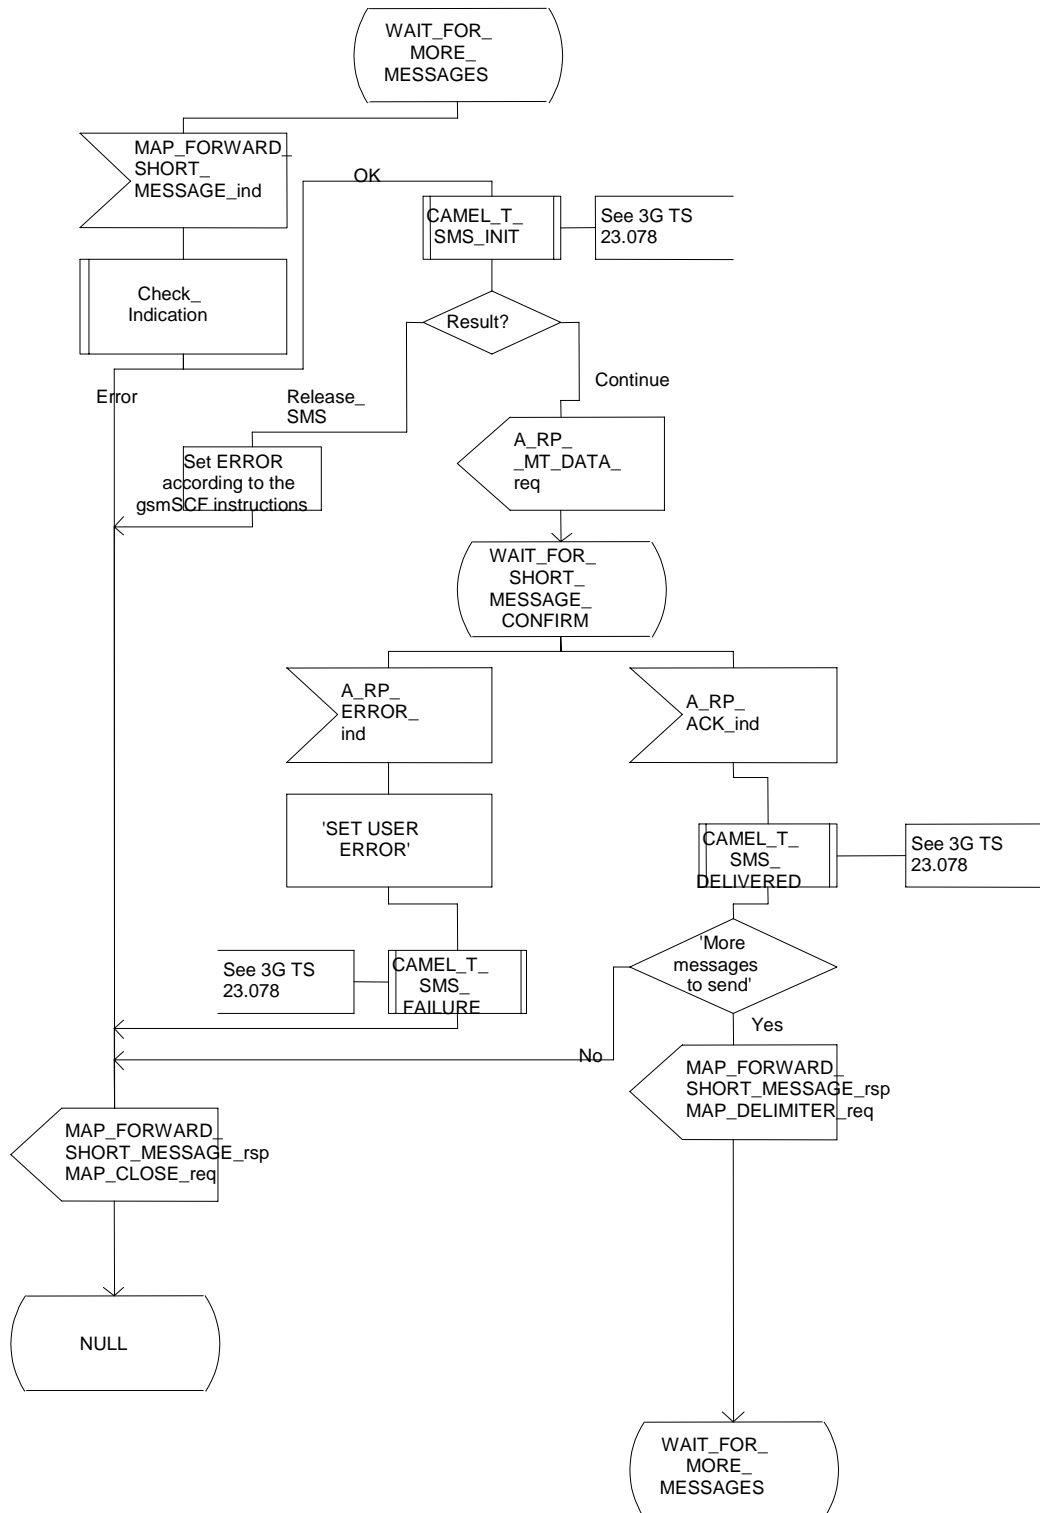 WAIT_FOR_
MORE_
MESSAGES
MAP_FORWARD_
SHORT_
MESSAGE_ind
OK
CAMEL_T_
SMS_INIT
See 3G TS
23.078
Check_
Indication
Result?
Error
Release_
SMS
Continue
Set ERROR
according to the
gsmSCF instructions
A_RP_
_MT_DATA_
req
WAIT_FOR_
SHORT_
MESSAGE_
CONFIRM
A_RP_
ERROR_
ind
A_RP_
ACK_ind
'SET USER
ERROR'
CAMEL_T_
SMS_
DELIVERED
See 3G TS
23.078
See 3G TS
23.078
CAMEL_T_
SMS_
FAILURE
'More
messages
to send'
Yes
No
MAP_FORWARD_
SHORT_MESSAGE_rsp
MAP_DELIMITER_req
MAP_FORWARD_
SHORT_MESSAGE_rsp
MAP_CLOSE_req
NULL
WAIT_FOR_
MORE_
MESSAGES